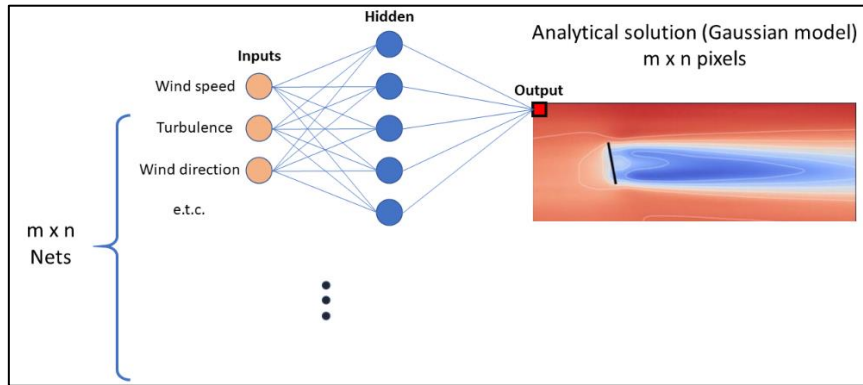 Hidden
Inputs
Analytical solution (Gaussian model)
m x n pixels
Wind speed
Output
Turbulence
Wind direction
e.t.c.
m x n
Nets